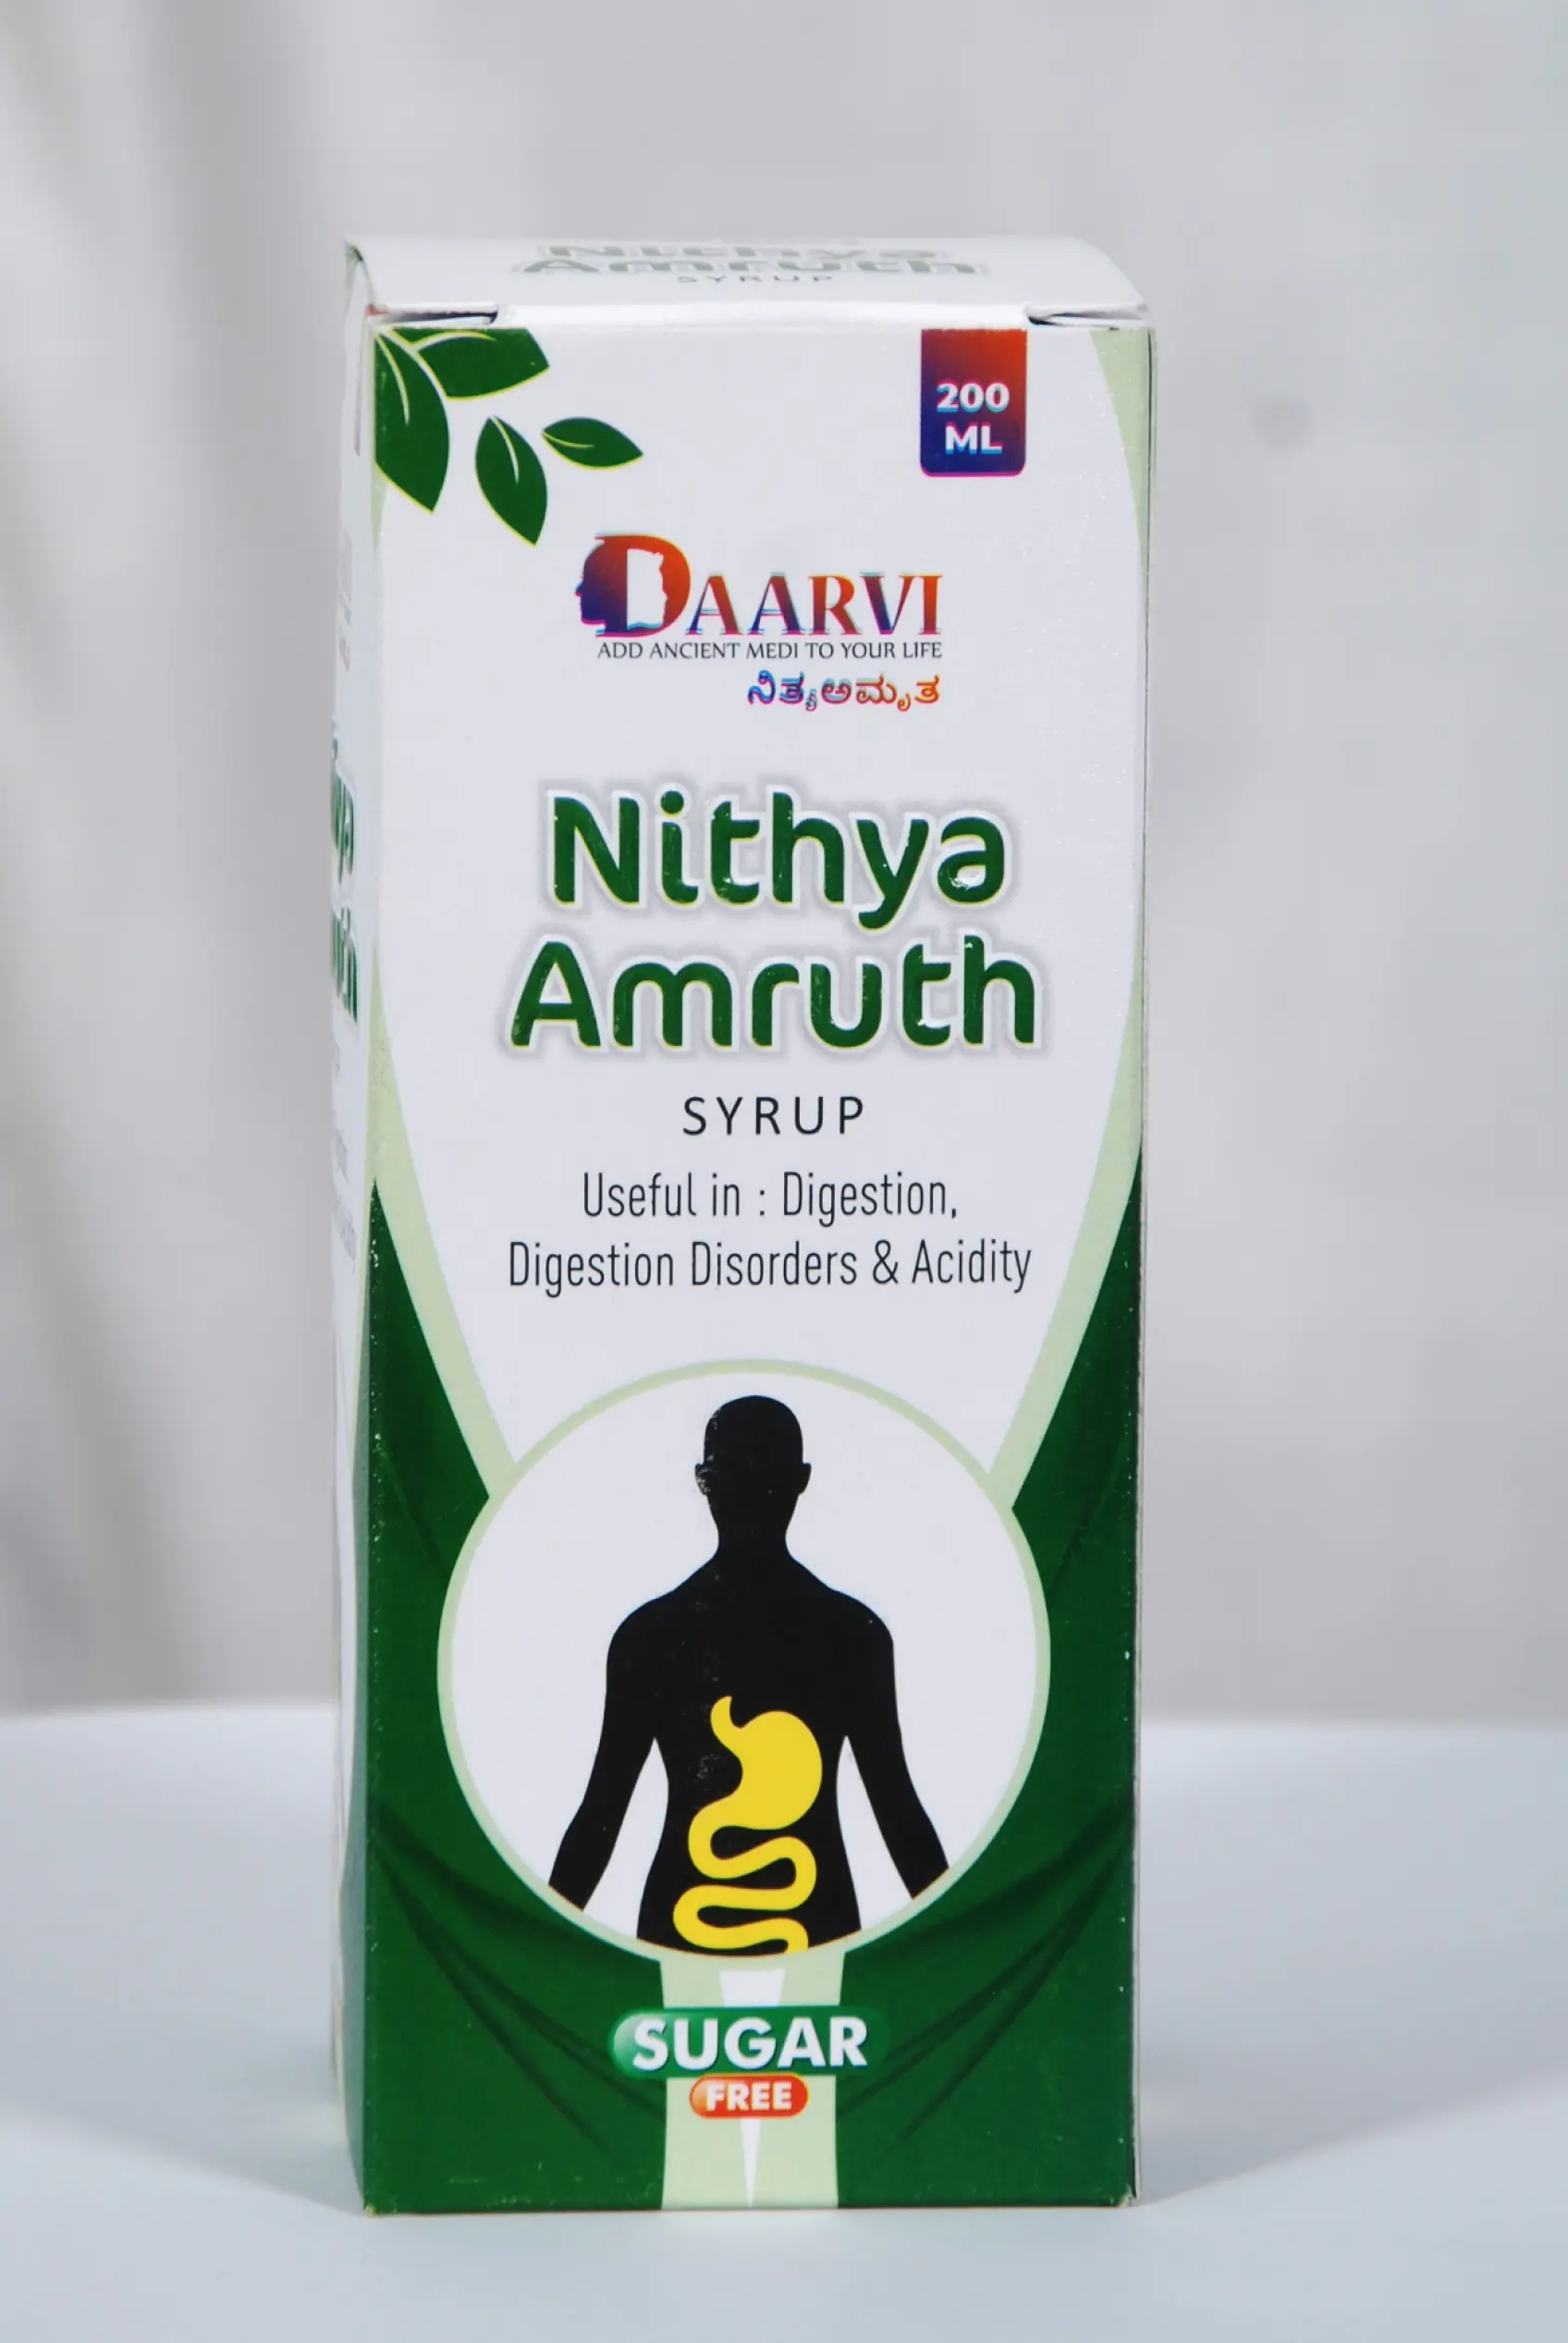 Nithya
Amruth
SYRUP
200
ML
DAARVI
ADD ANCIENT MEDI TO YOUR LIFE
ನಿತ್ಯಅಮೃತ
Nithya
Amruth
SYRUP
Useful in : Digestion,
Digestion Disorders & Acidity
SUGAR
FREE